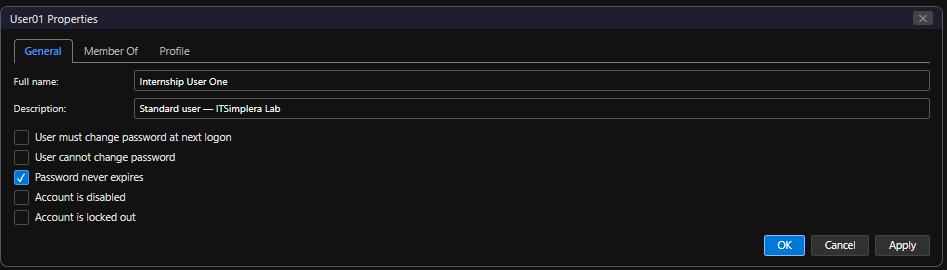 User01 Properties
General Member Of Profile
Full name: Internship User One
Description: Standard user — ITSimplera Lab
User must change password at next logon
User cannot change password
Password never expires
Account is disabled
Account is locked out
OK Cancel Apply